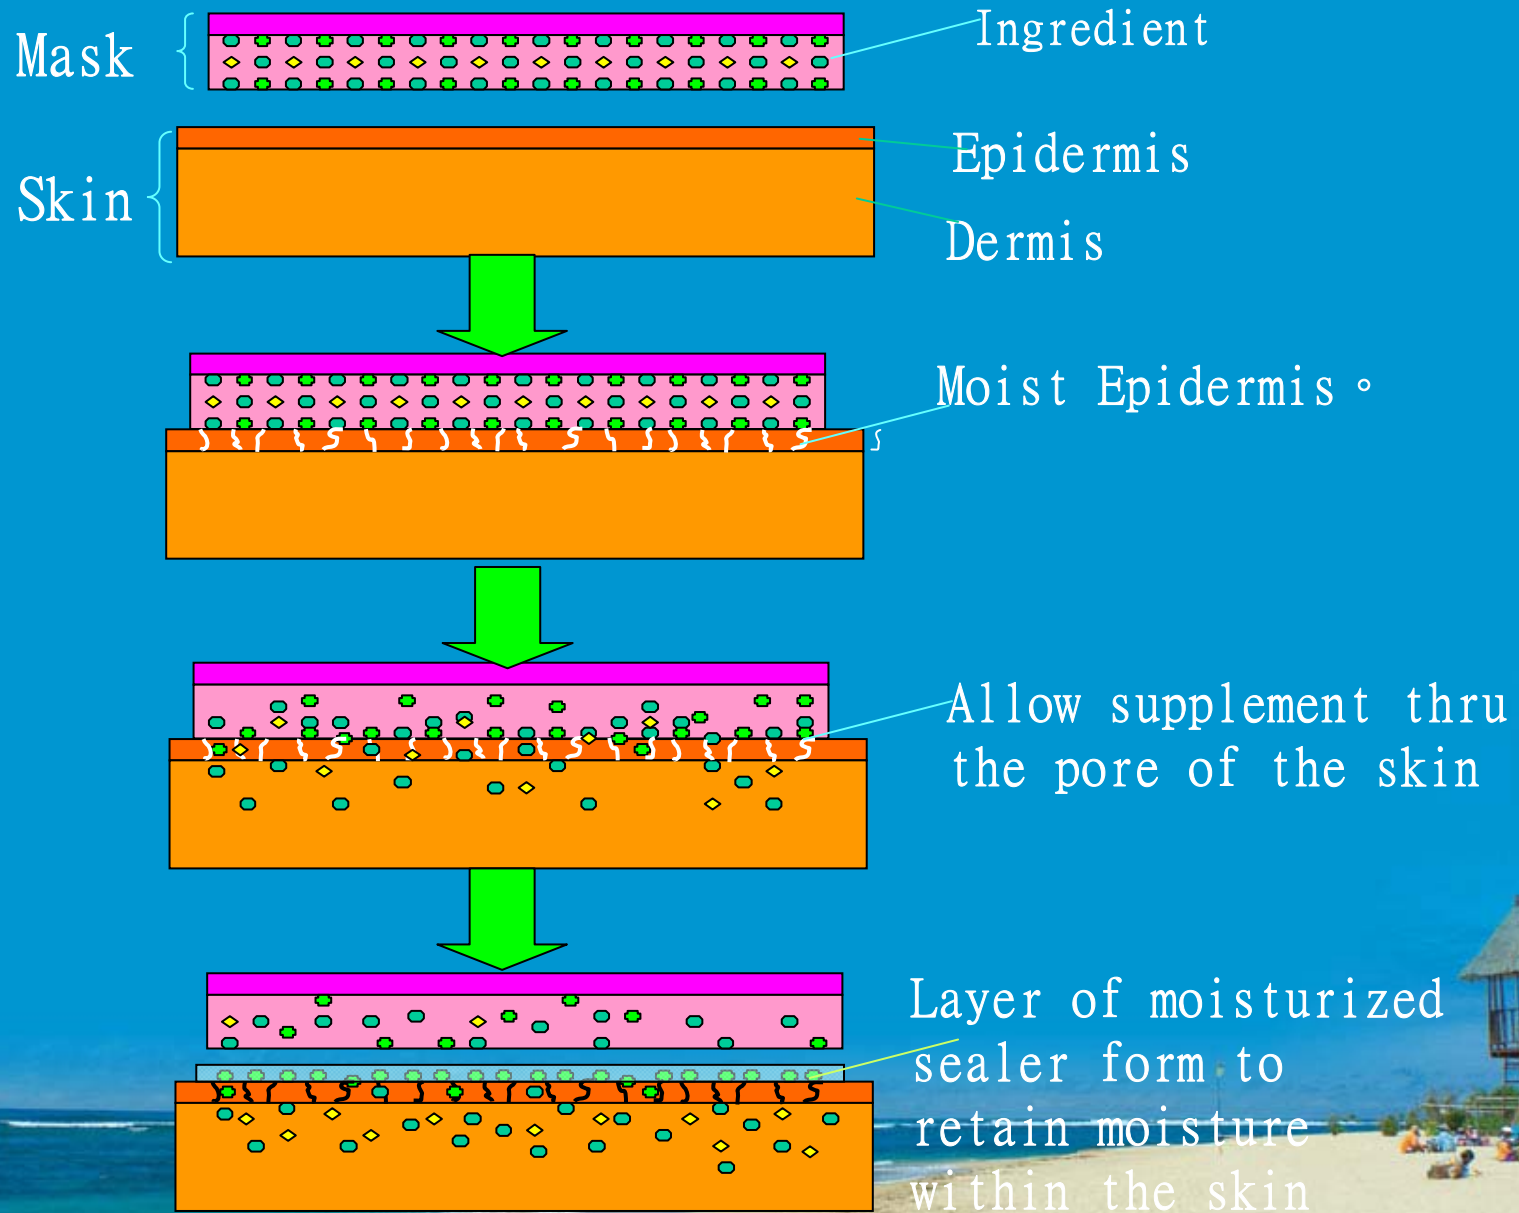 Mask
Ingredient
Epidermis
Skin
Dermis
Moist Epidermis。
Allow supplement thru
the pore of the skin
Layer of moisturized
sealer form to
retain moisture
within the skin